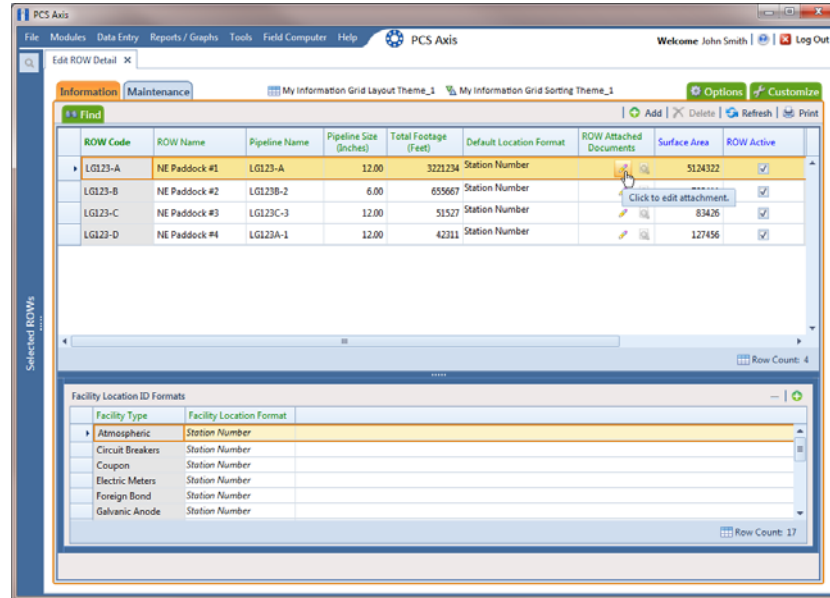 PCS Axis
File Modules Data Entry Reports / Graphs Tools Field Computer Help PCS Axis Welcome John Smith | Log Out
Edit ROW Detail ×
Information Maintenance My Information Grid Layout Theme_1 My Information Grid Sorting Theme_1 Options Customize
Find | Add | Delete | Refresh | Print
ROW Code ROW Name Pipeline Name Pipeline Size (Inches) Total Footage (Feet) Default Location Format ROW Attached Documents Surface Area ROW Active
LG123-A NE Paddock #1 LG123-A 12.00 3221234 Station Number 5124322
LG123-B NE Paddock #2 LG123B-2 6.00 655667 Station Number
Click to edit attachment.
LG123-C NE Paddock #3 LG123C-3 12.00 51527 Station Number 83426
LG123-D NE Paddock #4 LG123A-1 12.00 42311 Station Number 127456
Selected ROWs
Row Count: 4
Facility Location ID Formats
Facility Type Facility Location Format
Atmospheric Station Number
Circuit Breakers Station Number
Coupon Station Number
Electric Meters Station Number
Foreign Bond Station Number
Galvanic Anode Station Number
Row Count: 17